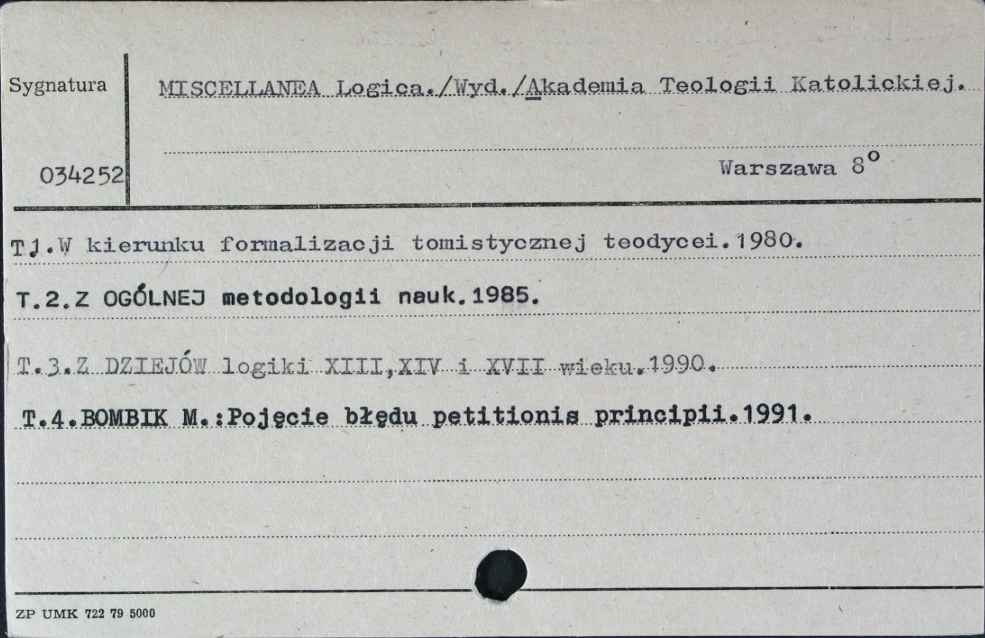 Sygnatura
MISCELLANEA Logica./Wyd./Akademia Teologii Katolickiej.
034252
Warszawa 8°
T1.W kierunku formalizacji tomistycznej teodycei.1980.
T.2.Z OGÓLNEJ metodologii nauk.1985.
T.3.Z DZIEJÓW logiki XIII,XIV i XVII wieku.1990.
T.4.BOMBIK M.:Pojęcie błędu petitionis principii.1991.
ZP UMK 722 79 5000